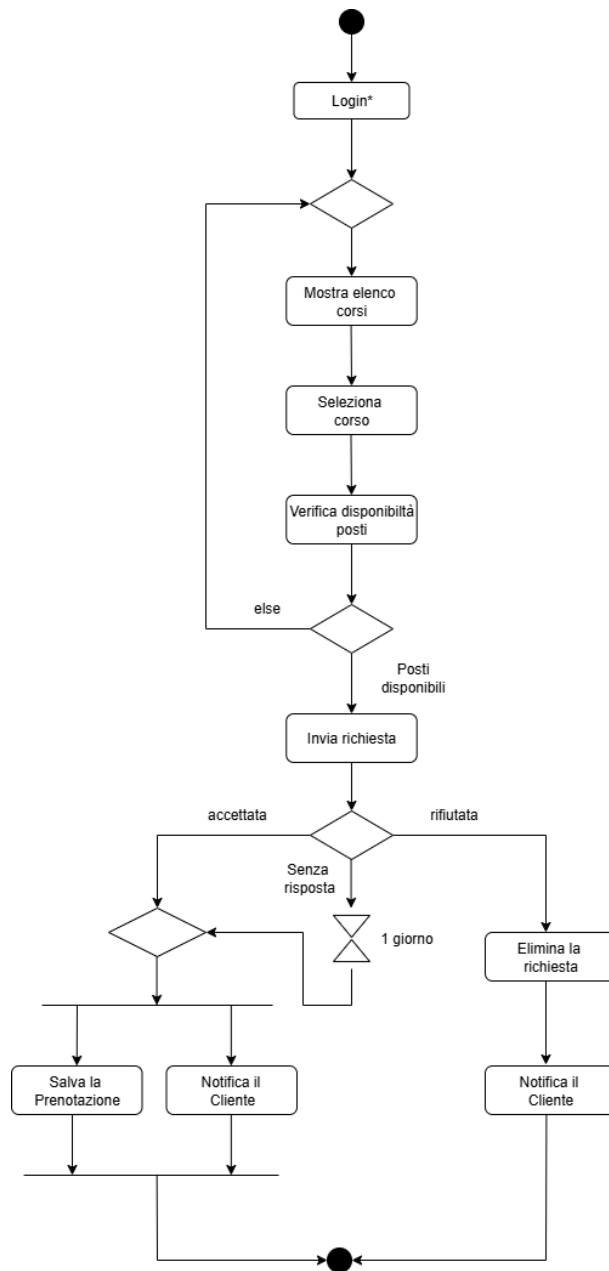 Login*
Mostra elenco
corsi
Seleziona
corso
Verifica disponibiltà
posti
else
Posti
disponibili
Invia richiesta
accettata
rifiutata
Senza
risposta
1 giorno
Elimina la
richiesta
Salva la
Prenotazione
Notifica il
Cliente
Notifica il
Cliente